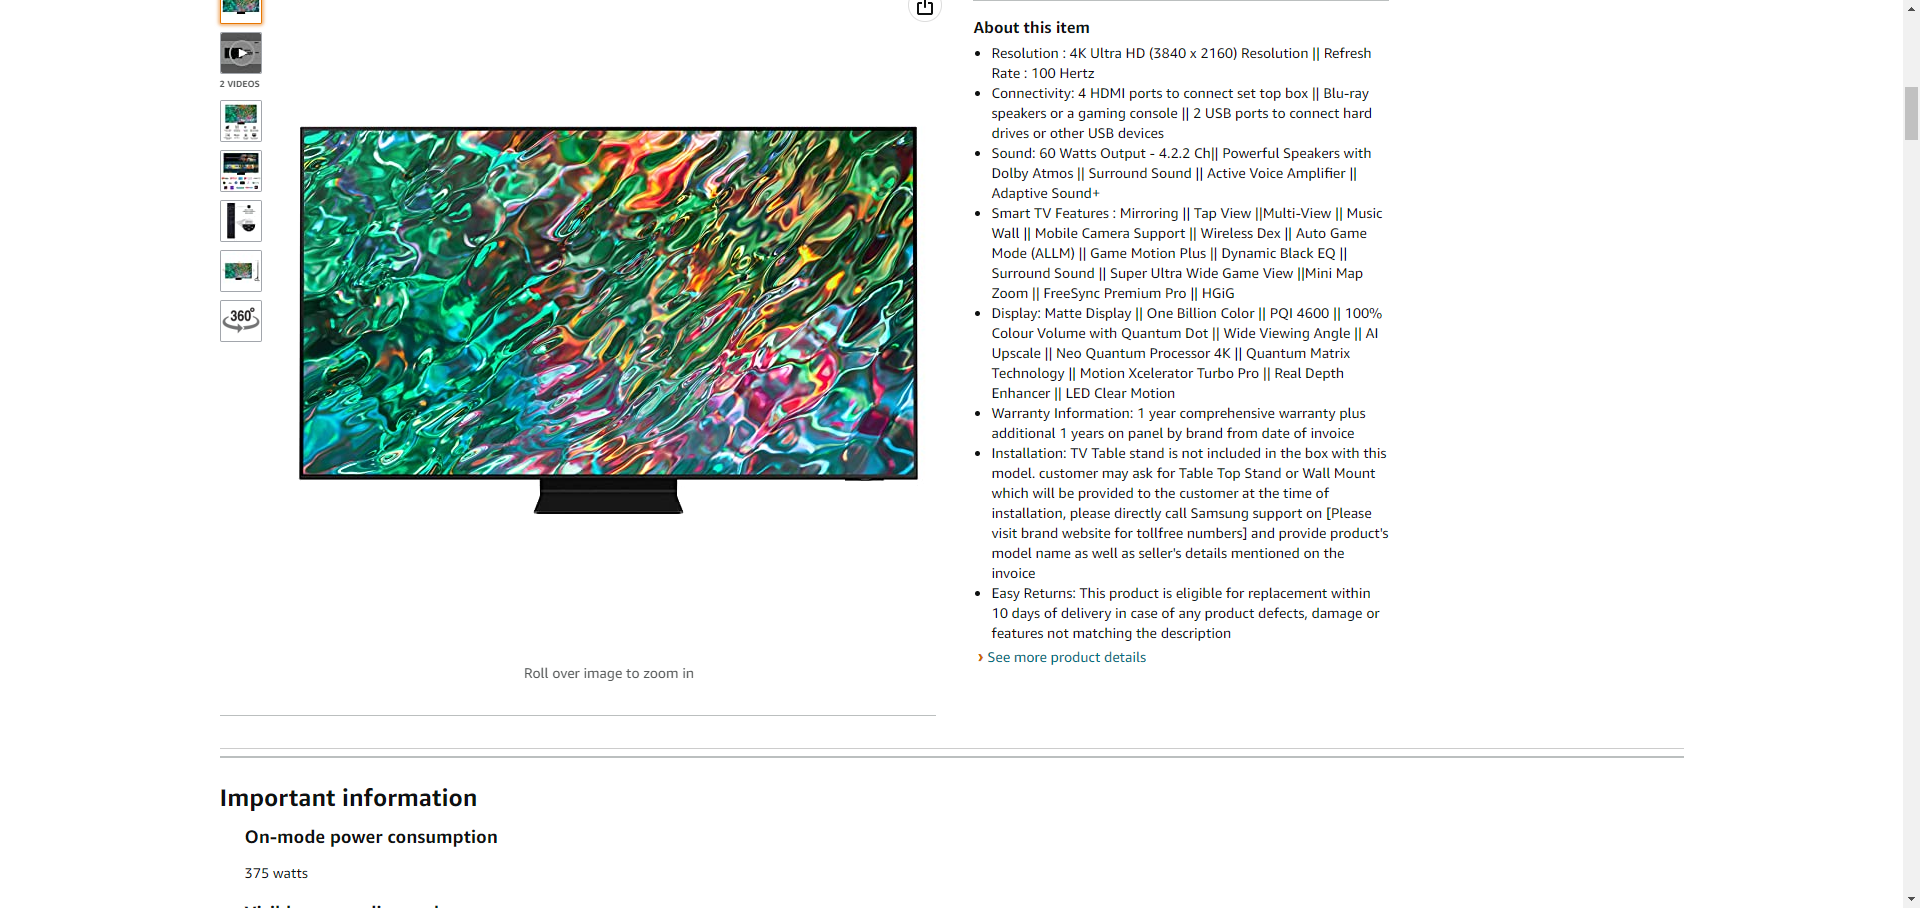 2 VIDEOS
360°
Roll over image to zoom in
About this item
Resolution : 4K Ultra HD (3840 x 2160) Resolution || Refresh
Rate : 100 Hertz
Connectivity: 4 HDMI ports to connect set top box || Blu-ray
speakers or a gaming console || 2 USB ports to connect hard
drives or other USB devices
Sound: 60 Watts Output - 4.2.2 Ch|| Powerful Speakers with
Dolby Atmos || Surround Sound || Active Voice Amplifier ||
Adaptive Sound+
Smart TV Features : Mirroring || Tap View ||Multi-View || Music
Wall || Mobile Camera Support || Wireless Dex || Auto Game
Mode (ALLM) || Game Motion Plus || Dynamic Black EQ ||
Surround Sound || Super Ultra Wide Game View ||Mini Map
Zoom || FreeSync Premium Pro || HGiG
Display: Matte Display || One Billion Color || PQI 4600 || 100%
Colour Volume with Quantum Dot || Wide Viewing Angle || AI
Upscale || Neo Quantum Processor 4K || Quantum Matrix
Technology || Motion Xcelerator Turbo Pro || Real Depth
Enhancer || LED Clear Motion
Warranty Information: 1 year comprehensive warranty plus
additional 1 years on panel by brand from date of invoice
Installation: TV Table stand is not included in the box with this
model. customer may ask for Table Top Stand or Wall Mount
which will be provided to the customer at the time of
installation, please directly call Samsung support on [Please
visit brand website for tollfree numbers] and provide product's
model name as well as seller's details mentioned on the
invoice
Easy Returns: This product is eligible for replacement within
10 days of delivery in case of any product defects, damage or
features not matching the description
› See more product details
Important information
On-mode power consumption
375 watts